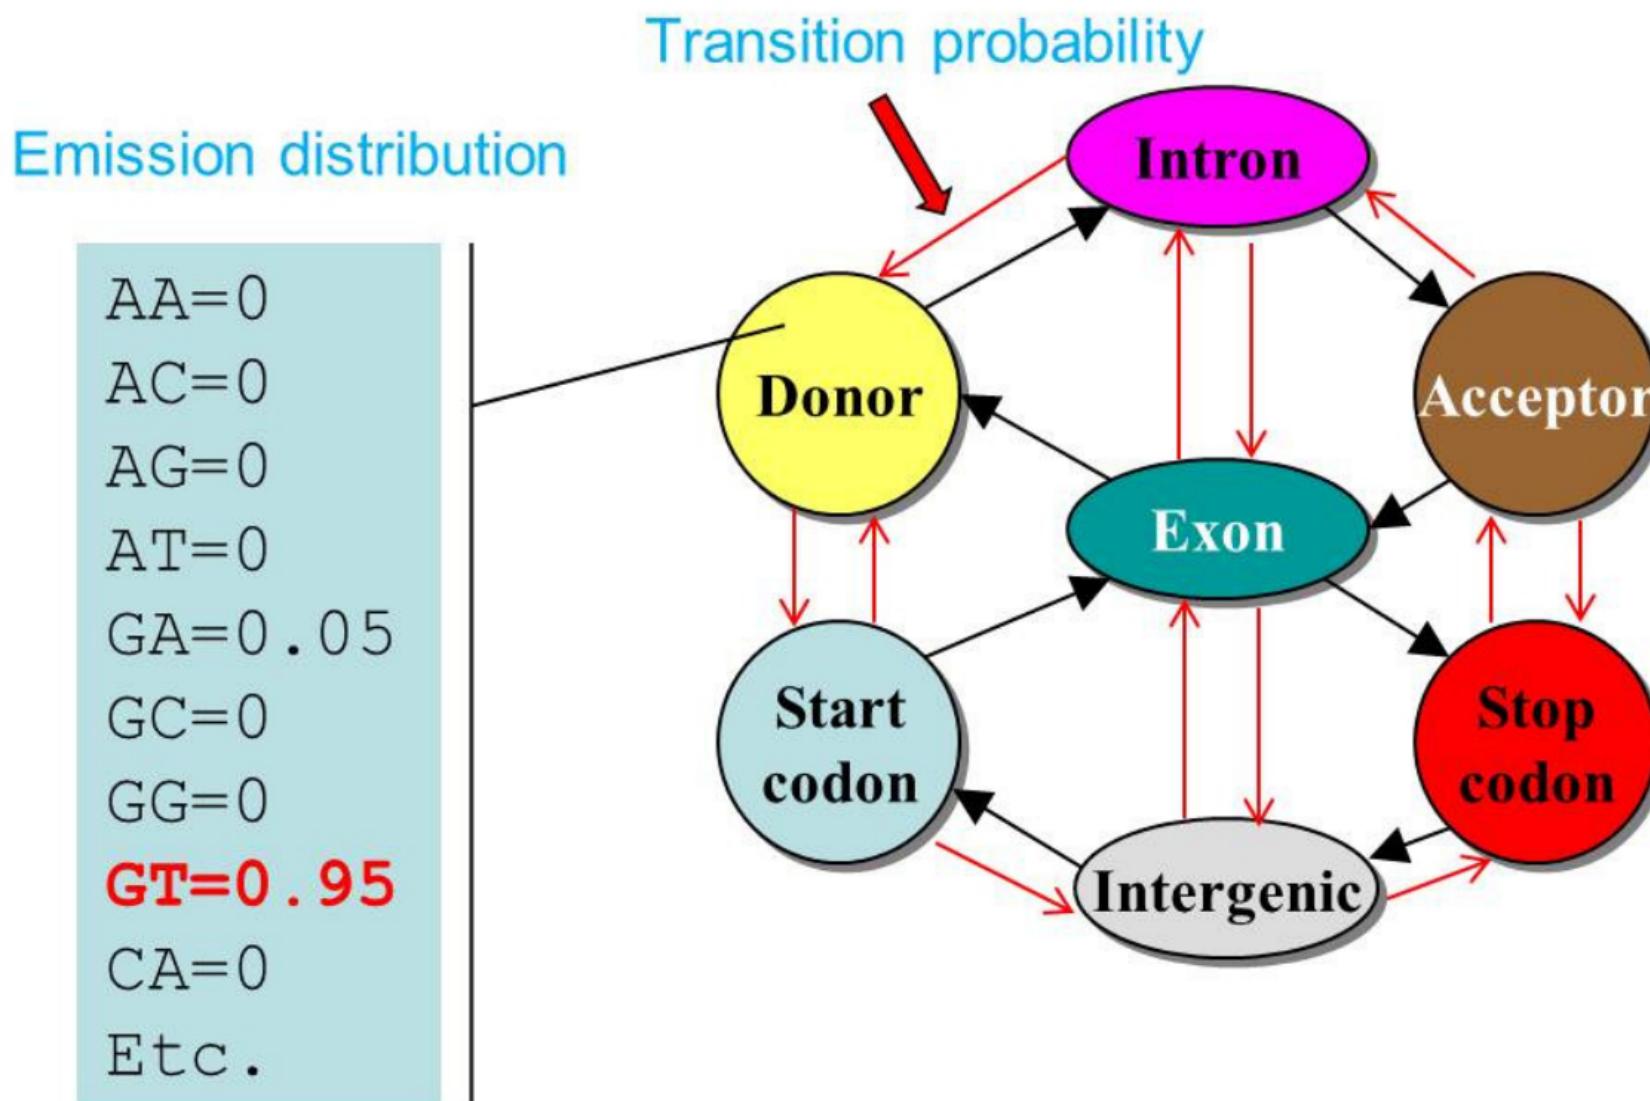 Transition probability
Emission distribution
AA=0
AC=0
AG=0
AT=0
GA=0.05
GC=0
GG=0
GT=0.95
CA=0
Etc.
Intron
Donor
Acceptor
Exon
Start
codon
Stop
codon
Intergenic